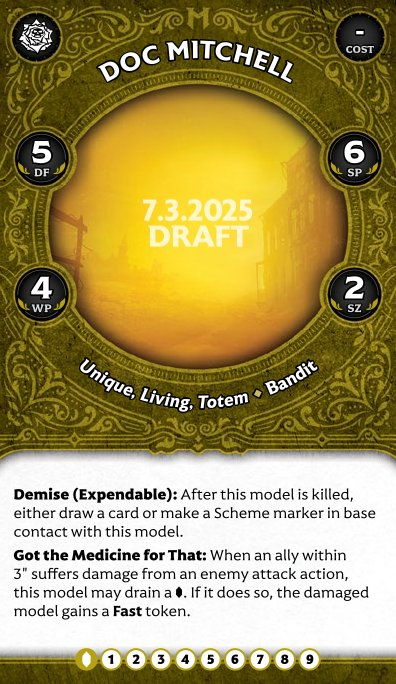 M
DOC MITCHELL
-
COST
5
DF
6
SP
7.3.2025
DRAFT
4
WP
2
SZ
Unique, Living, Totem ⬥ Bandit
Demise (Expendable): After this model is killed,
either draw a card or make a Scheme marker in base
contact with this model.
Got the Medicine for That: When an ally within
3" suffers damage from an enemy attack action,
this model may drain a ⬮. If it does so, the damaged
model gains a Fast token.
1 2 3 4 5 6 7 8 9